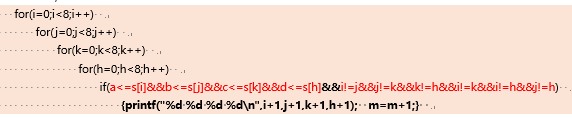 for(i=0;i<8;i++)
for(j=0;j<8;j++)
for(k=0;k<8;k++)
for(h=0;h<8;h++)
if(a<=s[i]&&b<=s[j]&&c<=s[k]&&d<=s[h]&&i!=j&&j!=k&&k!=h&&i!=k&&i!=h&&j!=h)
{printf("%d %d %d %d\n",i+1,j+1,k+1,h+1); m=m+1;}